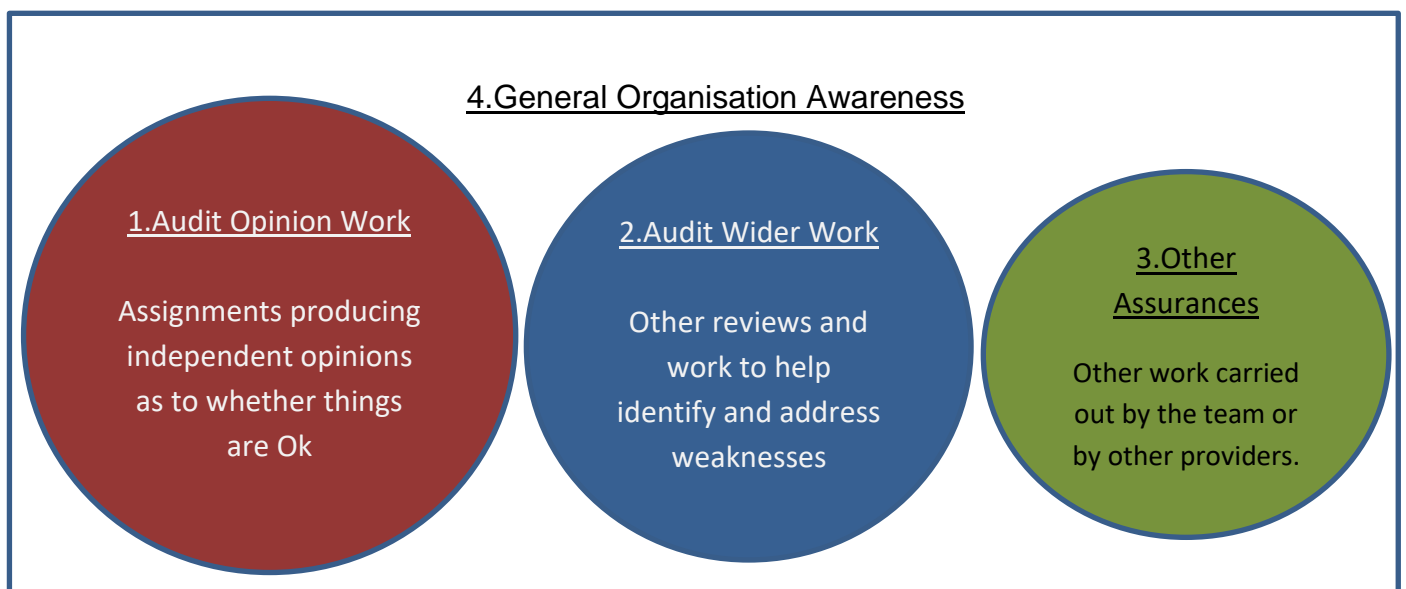 4.General Organisation Awareness
1.Audit Opinion Work
Assignments producing
independent opinions
as to whether things
are Ok
2.Audit Wider Work
Other reviews and
work to help
identify and address
weaknesses
3.Other
Assurances
Other work carried
out by the team or
by other providers.